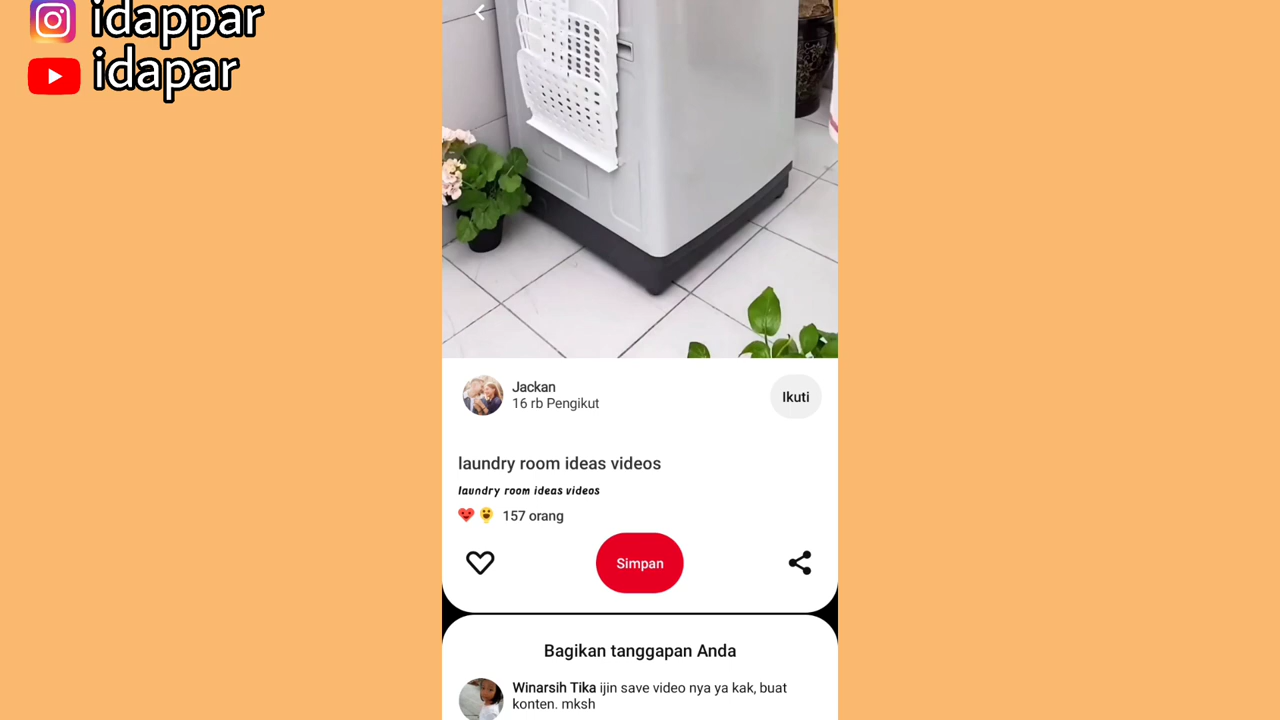 idappar
idapar
Jackan
16 rb Pengikut
Ikuti
laundry room ideas videos
laundry room ideas videos
157 orang
Simpan
Bagikan tanggapan Anda
Winarsih Tika ijin save video nya ya kak, buat
konten. mksh